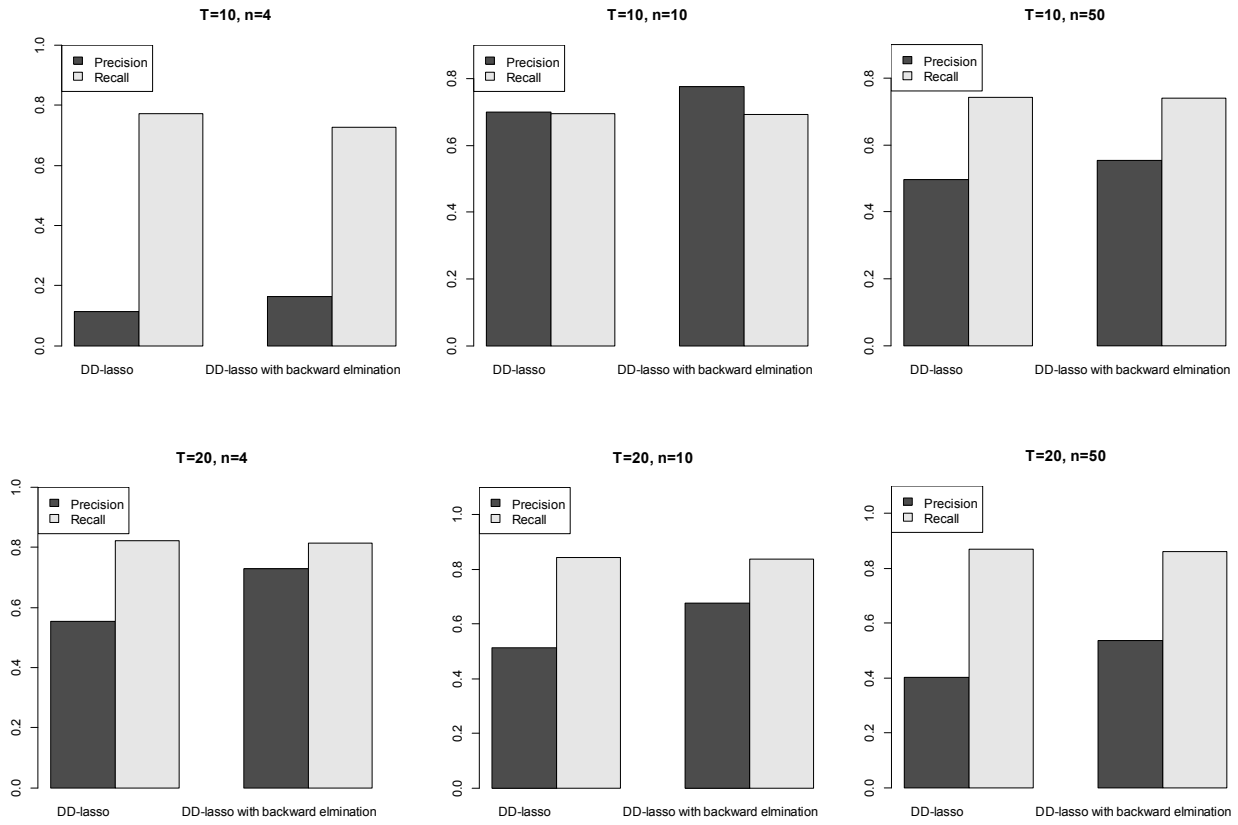 T=10, n=4
Precision
Recall
0.0
0.2
0.4
0.6
0.8
1.0
DD-lasso
DD-lasso with backward elmination
T=10, n=10
Precision
Recall
0.0
0.2
0.4
0.6
0.8
DD-lasso
DD-lasso with backward elmination
T=10, n=50
Precision
Recall
0.0
0.2
0.4
0.6
0.8
DD-lasso
DD-lasso with backward elmination
T=20, n=4
Precision
Recall
0.0
0.2
0.4
0.6
0.8
1.0
DD-lasso
DD-lasso with backward elmination
T=20, n=10
Precision
Recall
0.0
0.2
0.4
0.6
0.8
1.0
DD-lasso
DD-lasso with backward elmination
T=20, n=50
Precision
Recall
0.0
0.2
0.4
0.6
0.8
1.0
DD-lasso
DD-lasso with backward elmination